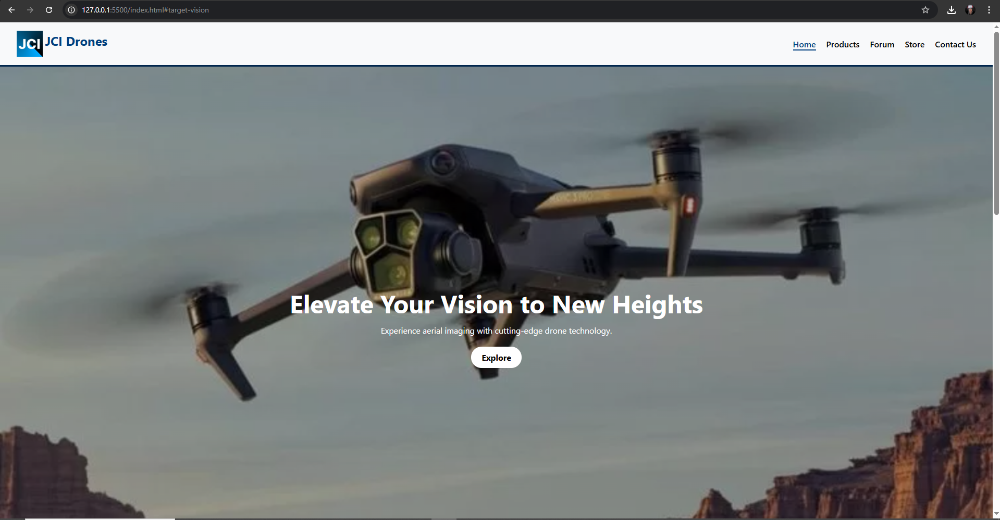 127.0.0.1:5500/index.html#target-vision
JCI JCI Drones
Home Products Forum Store Contact Us
Elevate Your Vision to New Heights
Experience aerial imaging with cutting-edge drone technology.
Explore